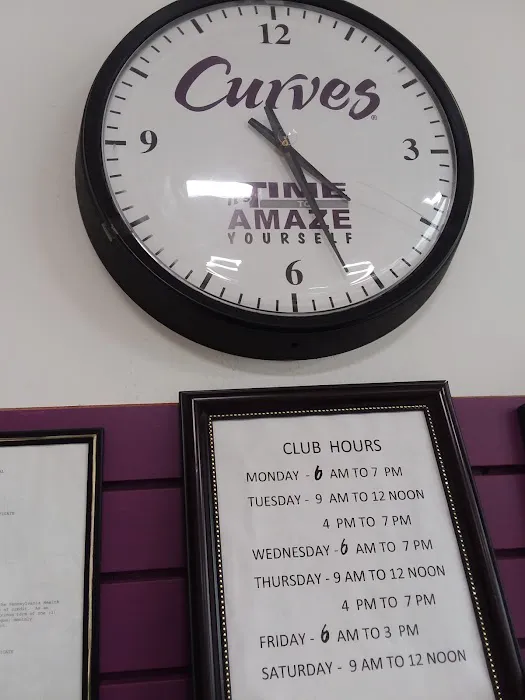 12
Curves®
9
3
It's TIME
TO
AMAZE
YOURSELF
6
CLUB HOURS
MONDAY - 6 AM TO 7 PM
TUESDAY - 9 AM TO 12 NOON
4 PM TO 7 PM
WEDNESDAY - 6 AM TO 7 PM
THURSDAY - 9 AM TO 12 NOON
4 PM TO 7 PM
FRIDAY - 6 AM TO 3 PM
SATURDAY - 9 AM TO 12 NOON